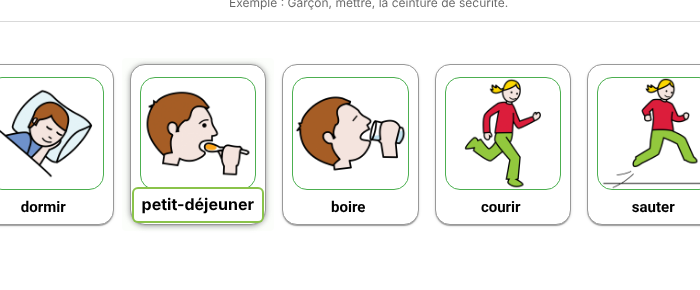 Exemple : Garçon, mettre, la ceinture de sécurité.
dormir
petit-déjeuner
boire
courir
sauter